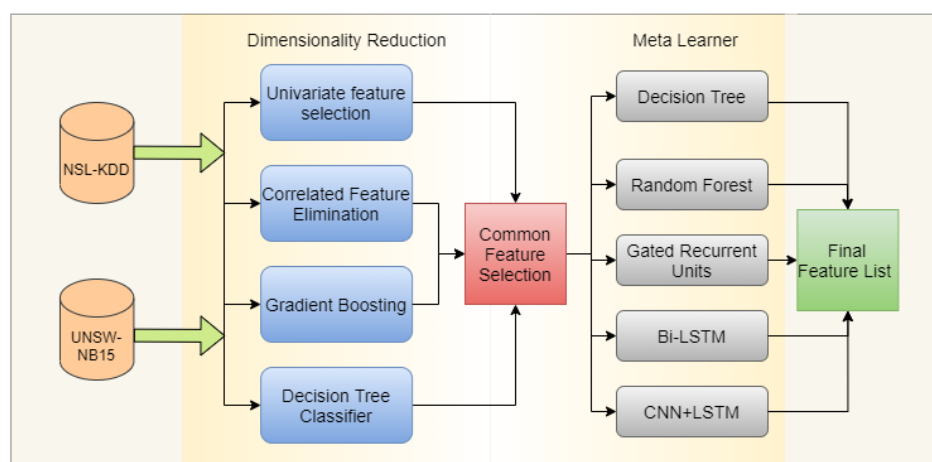 Dimensionality Reduction
Meta Learner
NSL-KDD
UNSW-
NB15
Univariate feature
selection
Correlated Feature
Elimination
Gradient Boosting
Decision Tree
Classifier
Common
Feature
Selection
Decision Tree
Random Forest
Gated Recurrent
Units
Bi-LSTM
CNN+LSTM
Final
Feature List